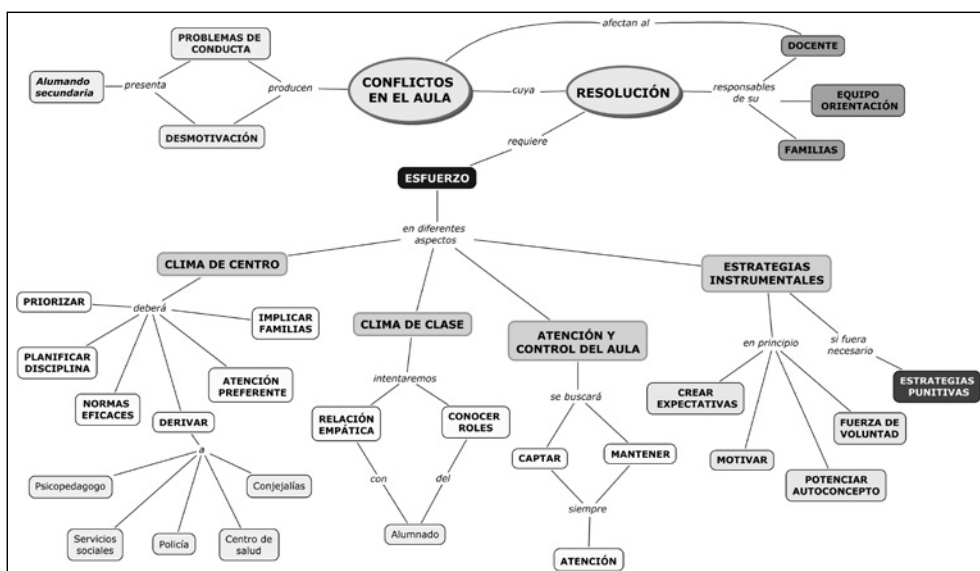 afectan al
PROBLEMAS DE
CONDUCTA
DOCENTE
Alumando
secundaria
presenta
producen
CONFLICTOS
EN EL AULA
cuya
RESOLUCIÓN
responsables
de su
EQUIPO
ORIENTACIÓN
DESMOTIVACIÓN
FAMILIAS
requiere
ESFUERZO
en diferentes
aspectos
CLIMA DE CENTRO
ESTRATEGIAS
INSTRUMENTALES
PRIORIZAR
deberá
IMPLICAR
FAMILIAS
PLANIFICAR
DISCIPLINA
NORMAS
EFICACES
ATENCIÓN
PREFERENTE
DERIVAR
a
Psicopedagogo
Conjejalías
Servicios
sociales
Policía
Centro de
salud
CLIMA DE CLASE
intentaremos
RELACIÓN
EMPÁTICA
CONOCER
ROLES
con
del
Alumnado
ATENCIÓN Y
CONTROL DEL AULA
se buscará
CAPTAR
MANTENER
siempre
ATENCIÓN
en principio
si fuera
necesario
CREAR
EXPECTATIVAS
ESTRATEGIAS
PUNITIVAS
MOTIVAR
FUERZA DE
VOLUNTAD
POTENCIAR
AUTOCONCEPTO